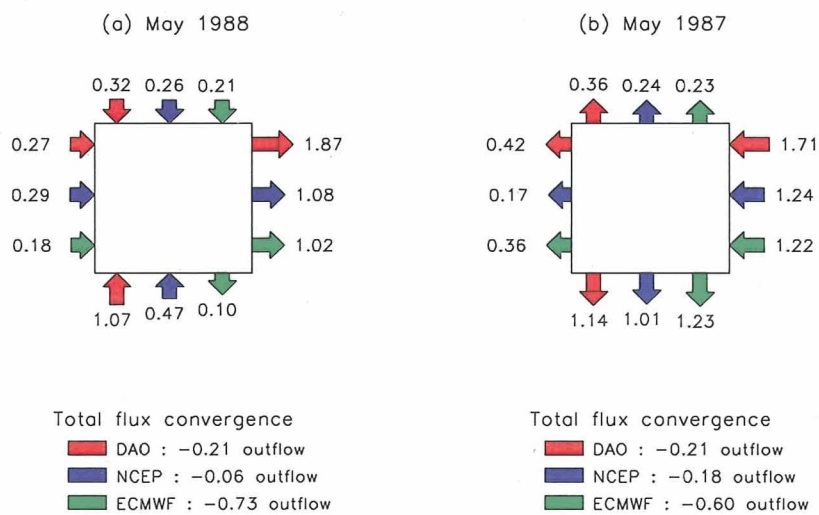 (a) May 1988
0.32 0.26 0.21
0.27 1.87
0.29 1.08
0.18 1.02
1.07 0.47 0.10
Total flux convergence
DAO : −0.21 outflow
NCEP : −0.06 outflow
ECMWF : −0.73 outflow
(b) May 1987
0.36 0.24 0.23
0.42 1.71
0.17 1.24
0.36 1.22
1.14 1.01 1.23
Total flux convergence
DAO : −0.21 outflow
NCEP : −0.18 outflow
ECMWF : −0.60 outflow